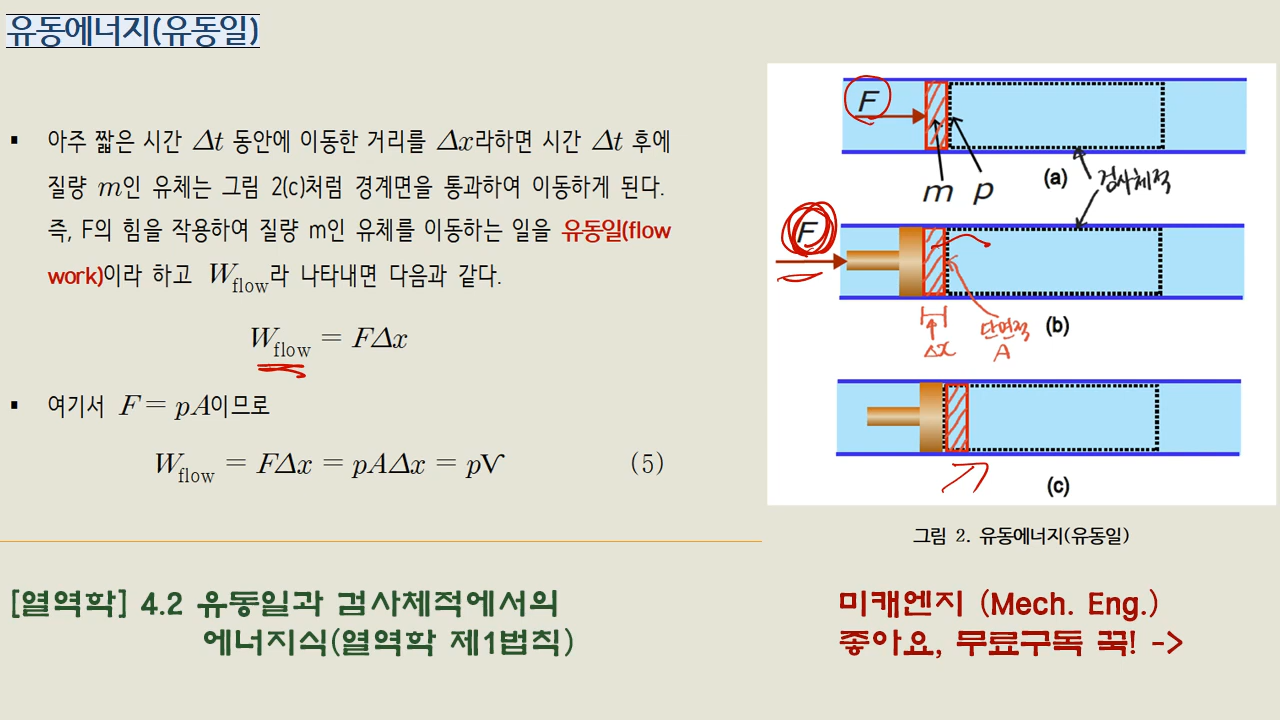 유동에너지(유동일)
▪ 아주 짧은 시간 Δt 동안에 이동한 거리를 Δx라하면 시간 Δt 후에
질량 m인 유체는 그림 2(c)처럼 경계면을 통과하여 이동하게 된다.
즉, F의 힘을 작용하여 질량 m인 유체를 이동하는 일을 유동일(flow
work)이라 하고 W_flow라 나타내면 다음과 같다.
W_flow = FΔx
▪ 여기서 F = pA이므로
W_flow = FΔx = pAΔx = pV (5)
F
m p (a) 검사체적
F
Δx 단면적 (b)
A
(c)
그림 2. 유동에너지(유동일)
[열역학] 4.2 유동일과 검사체적에서의
에너지식(열역학 제1법칙)
미캐엔지 (Mech. Eng.)
좋아요, 무료구독 꾹! ->